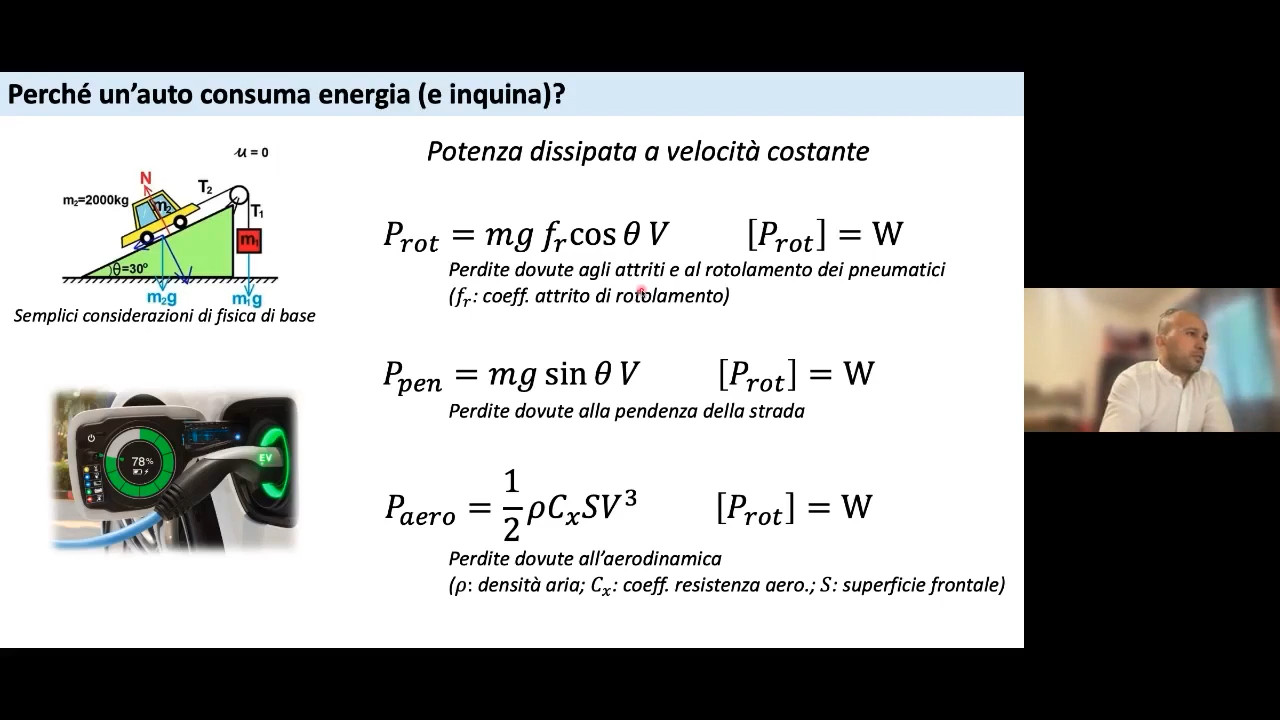 Perché un'auto consuma energia (e inquina)?
Potenza dissipata a velocità costante
𝓊 = 0
N
T₂
m₂=2000kg
m₂
T₁
m₁
θ=30º
m₂g
m₁g
Semplici considerazioni di fisica di base
P_rot = mg f_r cos θ V [P_rot] = W
Perdite dovute agli attriti e al rotolamento dei pneumatici
(f_r: coeff. attrito di rotolamento)
P_pen = mg sin θ V [P_rot] = W
Perdite dovute alla pendenza della strada
78%
EV
P_aero = 1/2 ρC_xSV³ [P_rot] = W
Perdite dovute all'aerodinamica
(ρ: densità aria; C_x: coeff. resistenza aero.; S: superficie frontale)